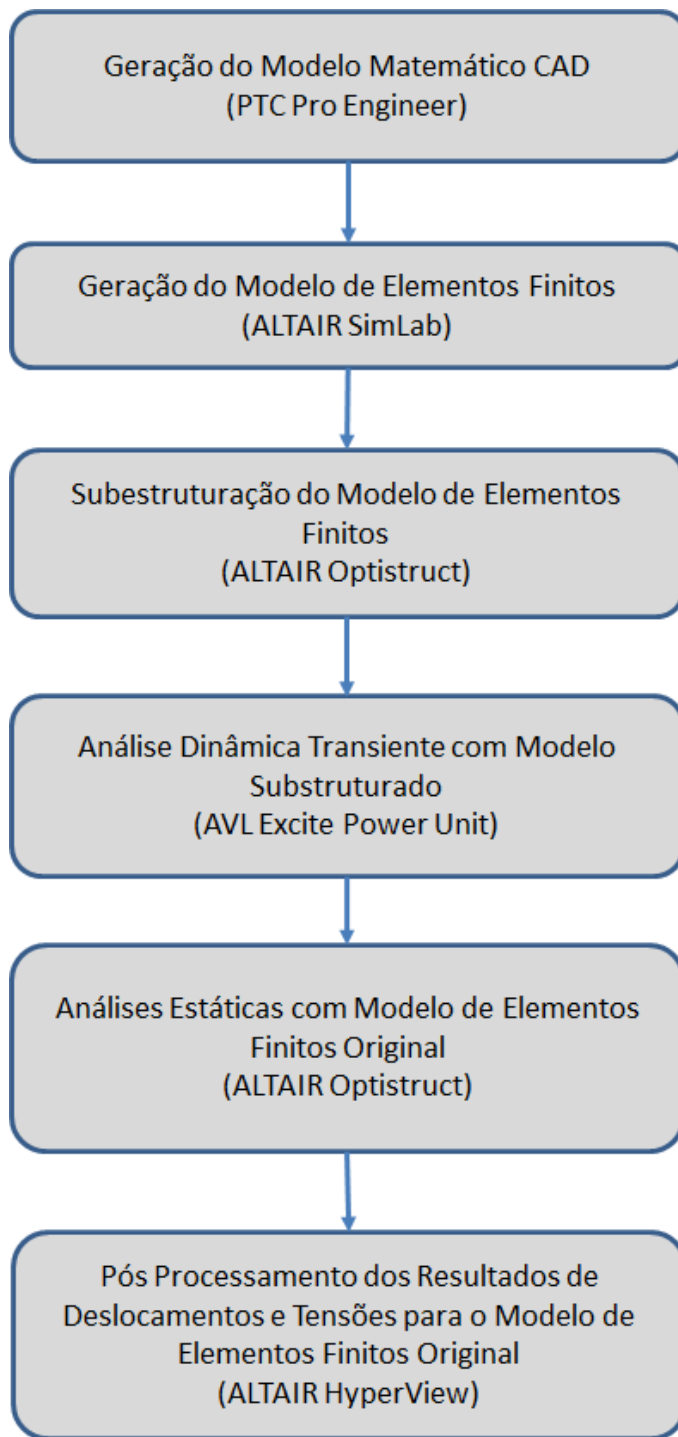 Geração do Modelo Matemático CAD
(PTC Pro Engineer)
Geração do Modelo de Elementos Finitos
(ALTAIR SimLab)
Subestruturação do Modelo de Elementos
Finitos
(ALTAIR Optistruct)
Análise Dinâmica Transiente com Modelo
Substruturado
(AVL Excite Power Unit)
Análises Estáticas com Modelo de Elementos
Finitos Original
(ALTAIR Optistruct)
Pós Processamento dos Resultados de
Deslocamentos e Tensões para o Modelo de
Elementos Finitos Original
(ALTAIR HyperView)